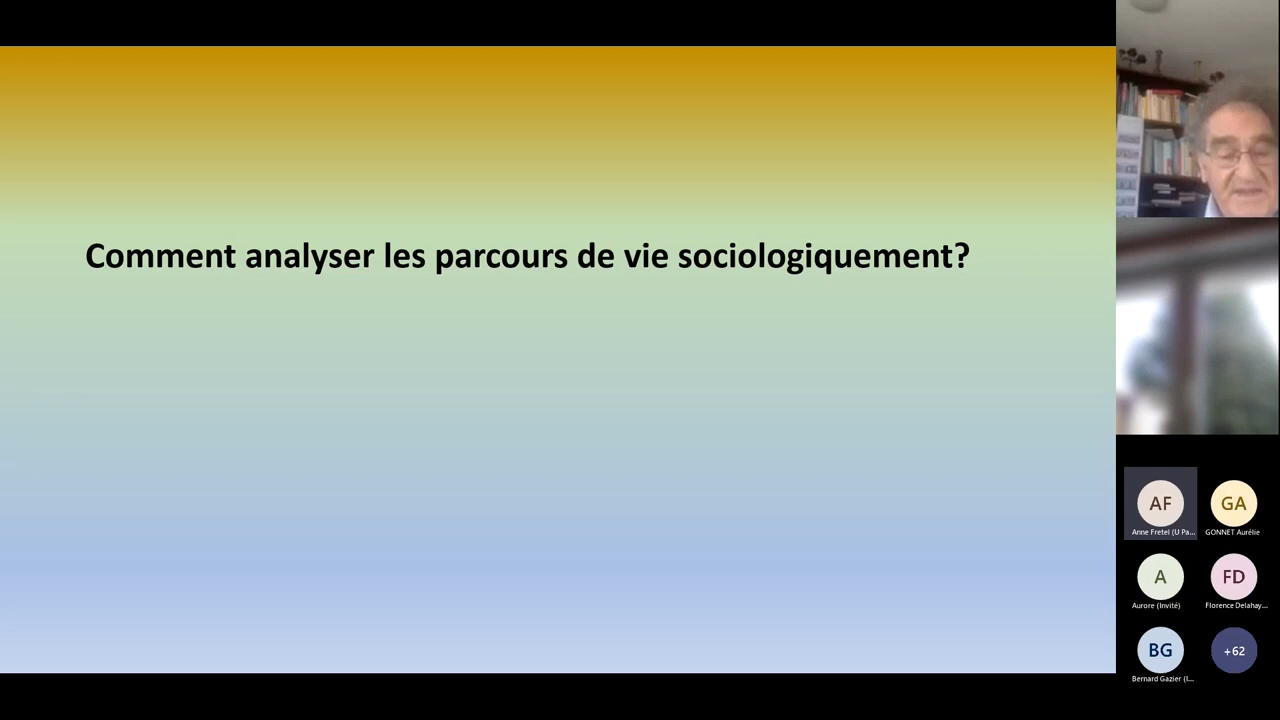 Comment analyser les parcours de vie sociologiquement?
AF
GA
Anne Fretel (U Pa...
GONNET Aurélie
A
FD
Aurore (Invité)
Florence Delahay...
BG
+62
Bernard Gazier (I...